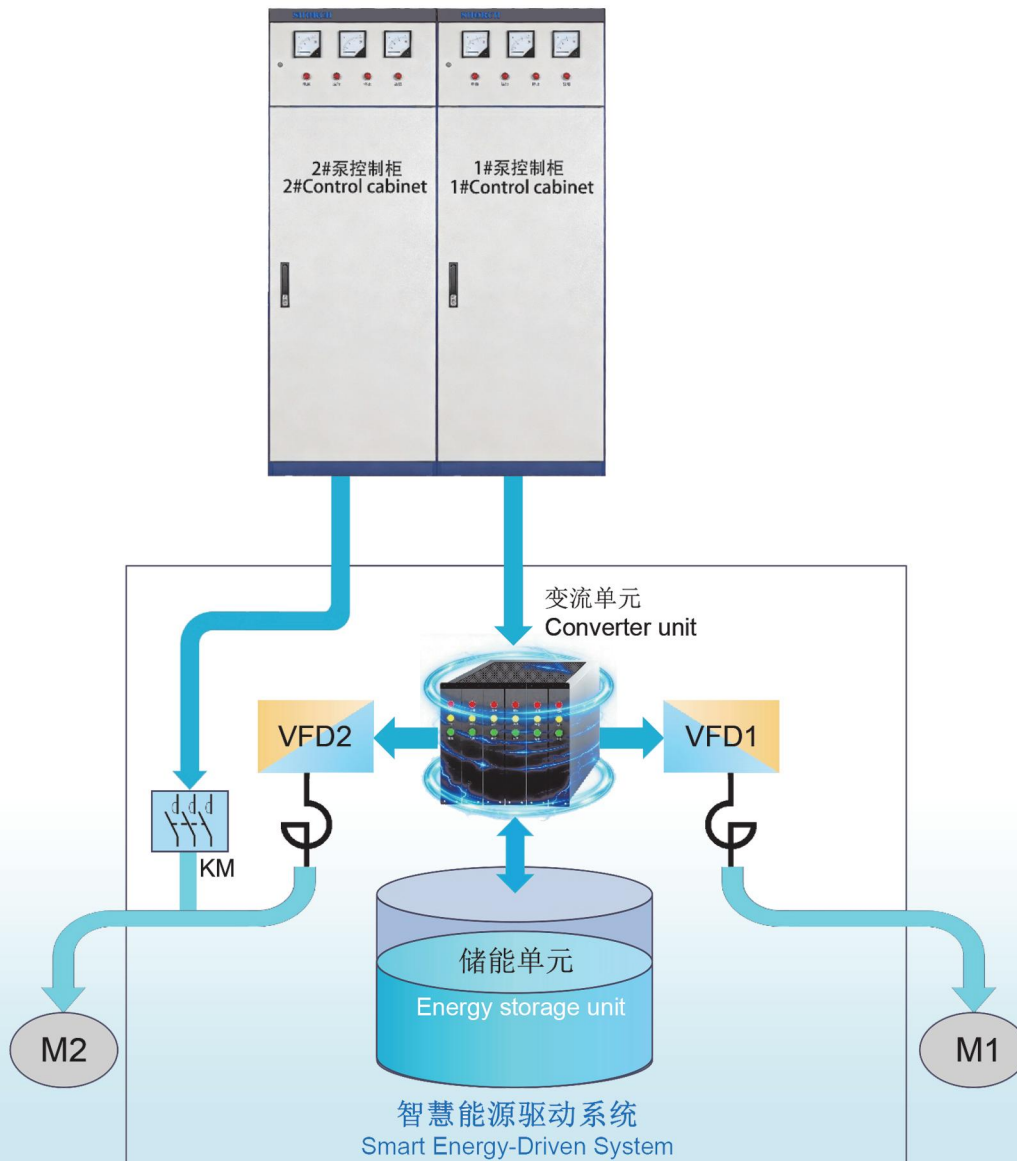 2#泵控制柜
2#Control cabinet
1#泵控制柜
1#Control cabinet
变流单元
Converter unit
VFD2
VFD1
KM
储能单元
Energy storage unit
M2
M1
智慧能源驱动系统
Smart Energy-Driven System